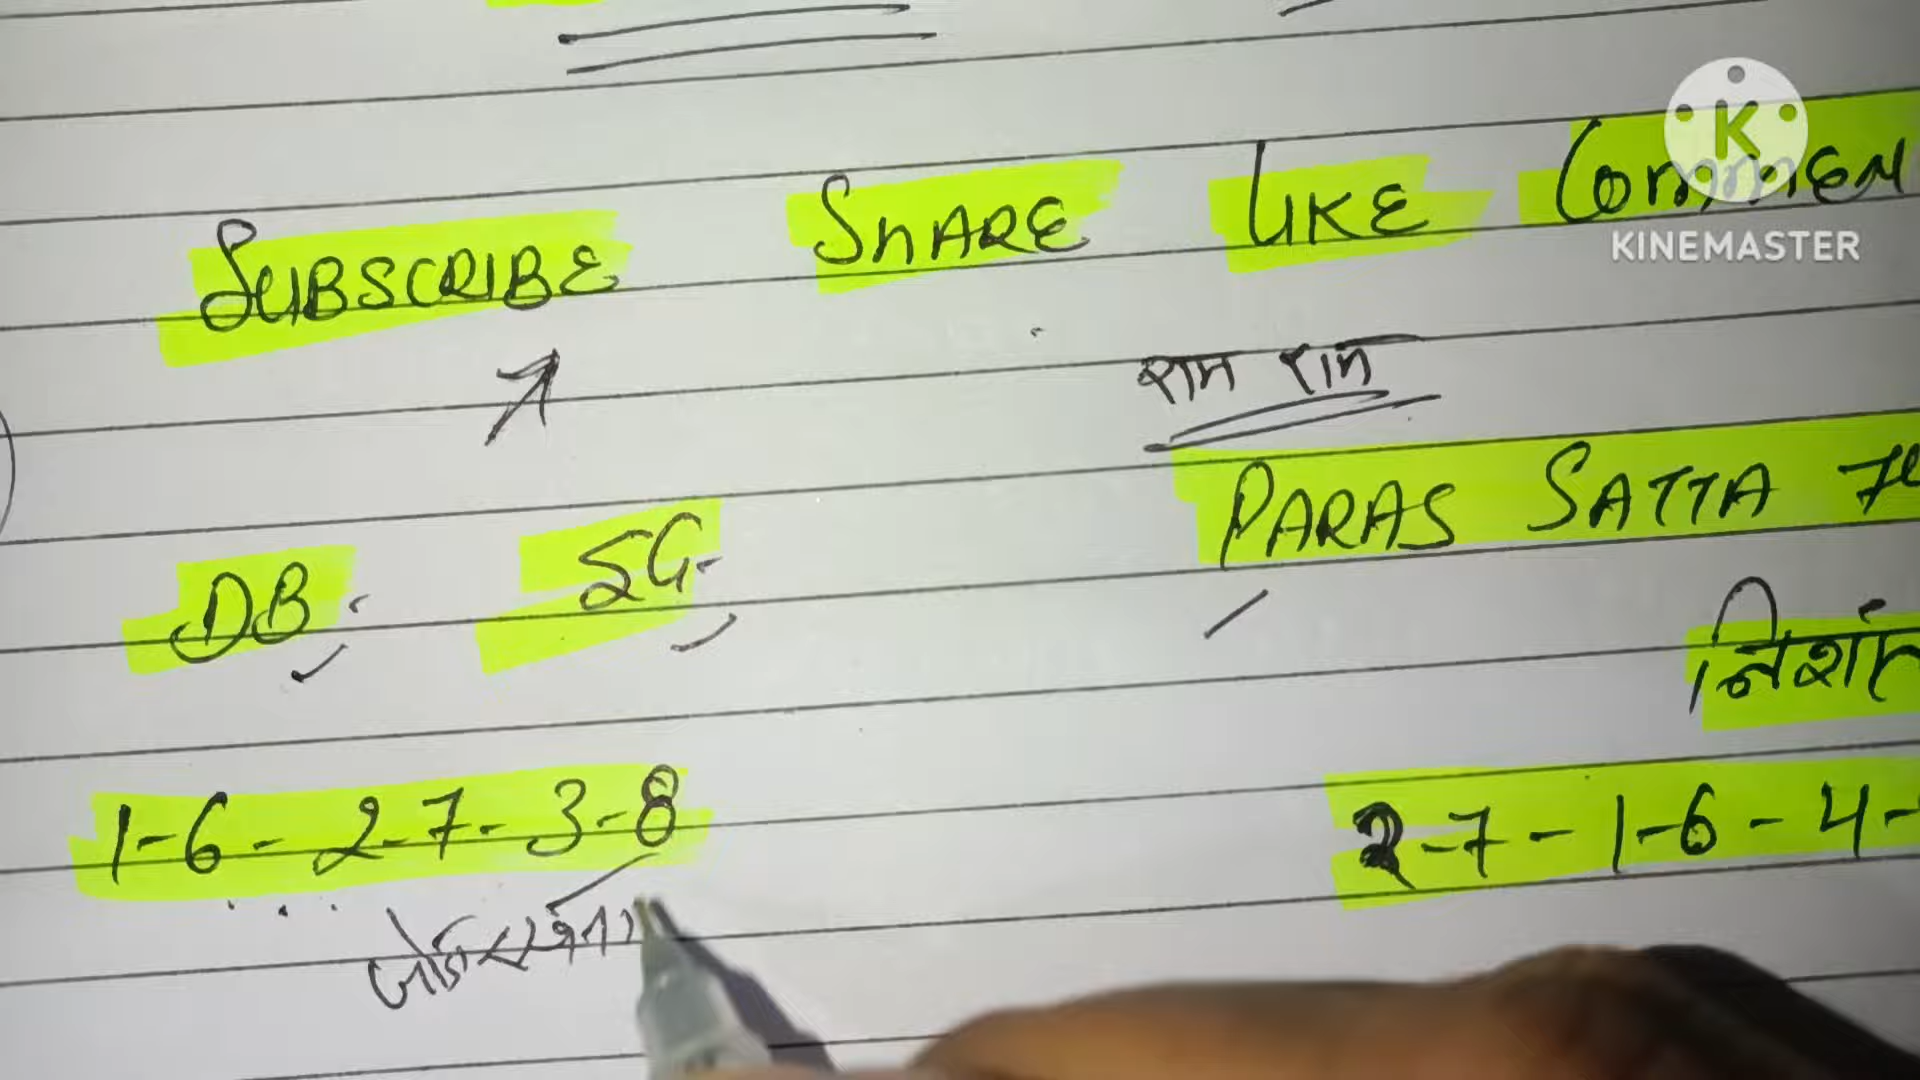 SUBSCRIBE SHARE LIKE COMMEN
K
KINEMASTER
राम राम
PARAS SATTA
DB. SG.
1-6- 2-7- 3-8
2-7-1-6-4-